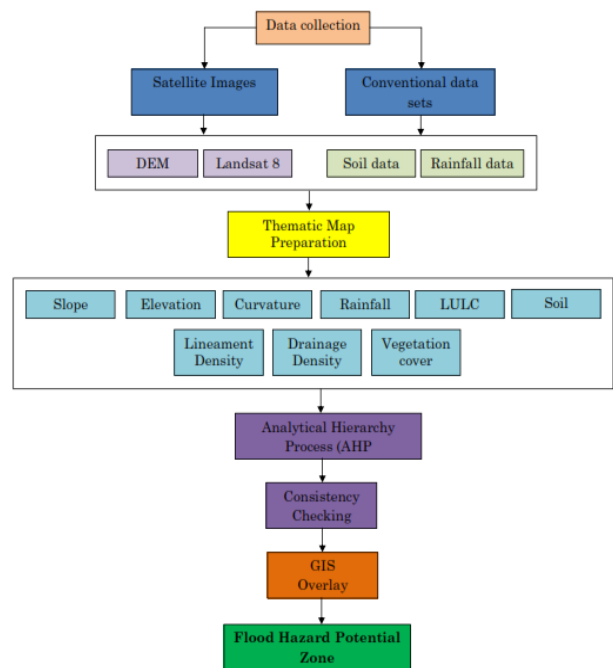 Data collection
Satellite Images
Conventional data
sets
DEM
Landsat 8
Soil data
Rainfall data
Thematic Map
Preparation
Slope
Elevation
Curvature
Rainfall
LULC
Soil
Lineament
Density
Drainage
Density
Vegetation
cover
Analytical Hierarchy
Process (AHP
Consistency
Checking
GIS
Overlay
Flood Hazard Potential
Zone